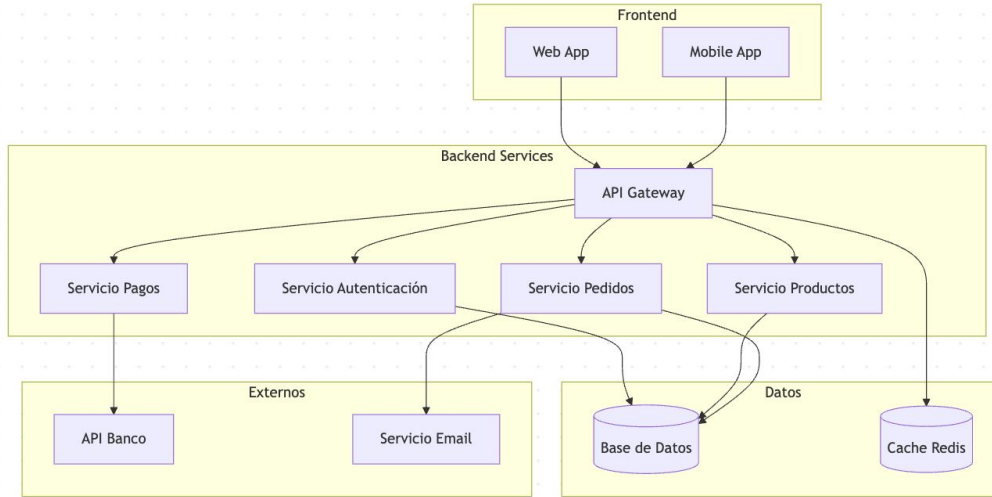 Frontend
Web App
Mobile App
Backend Services
API Gateway
Servicio Pagos
Servicio Autenticación
Servicio Pedidos
Servicio Productos
Externos
Datos
API Banco
Servicio Email
Base de Datos
Cache Redis